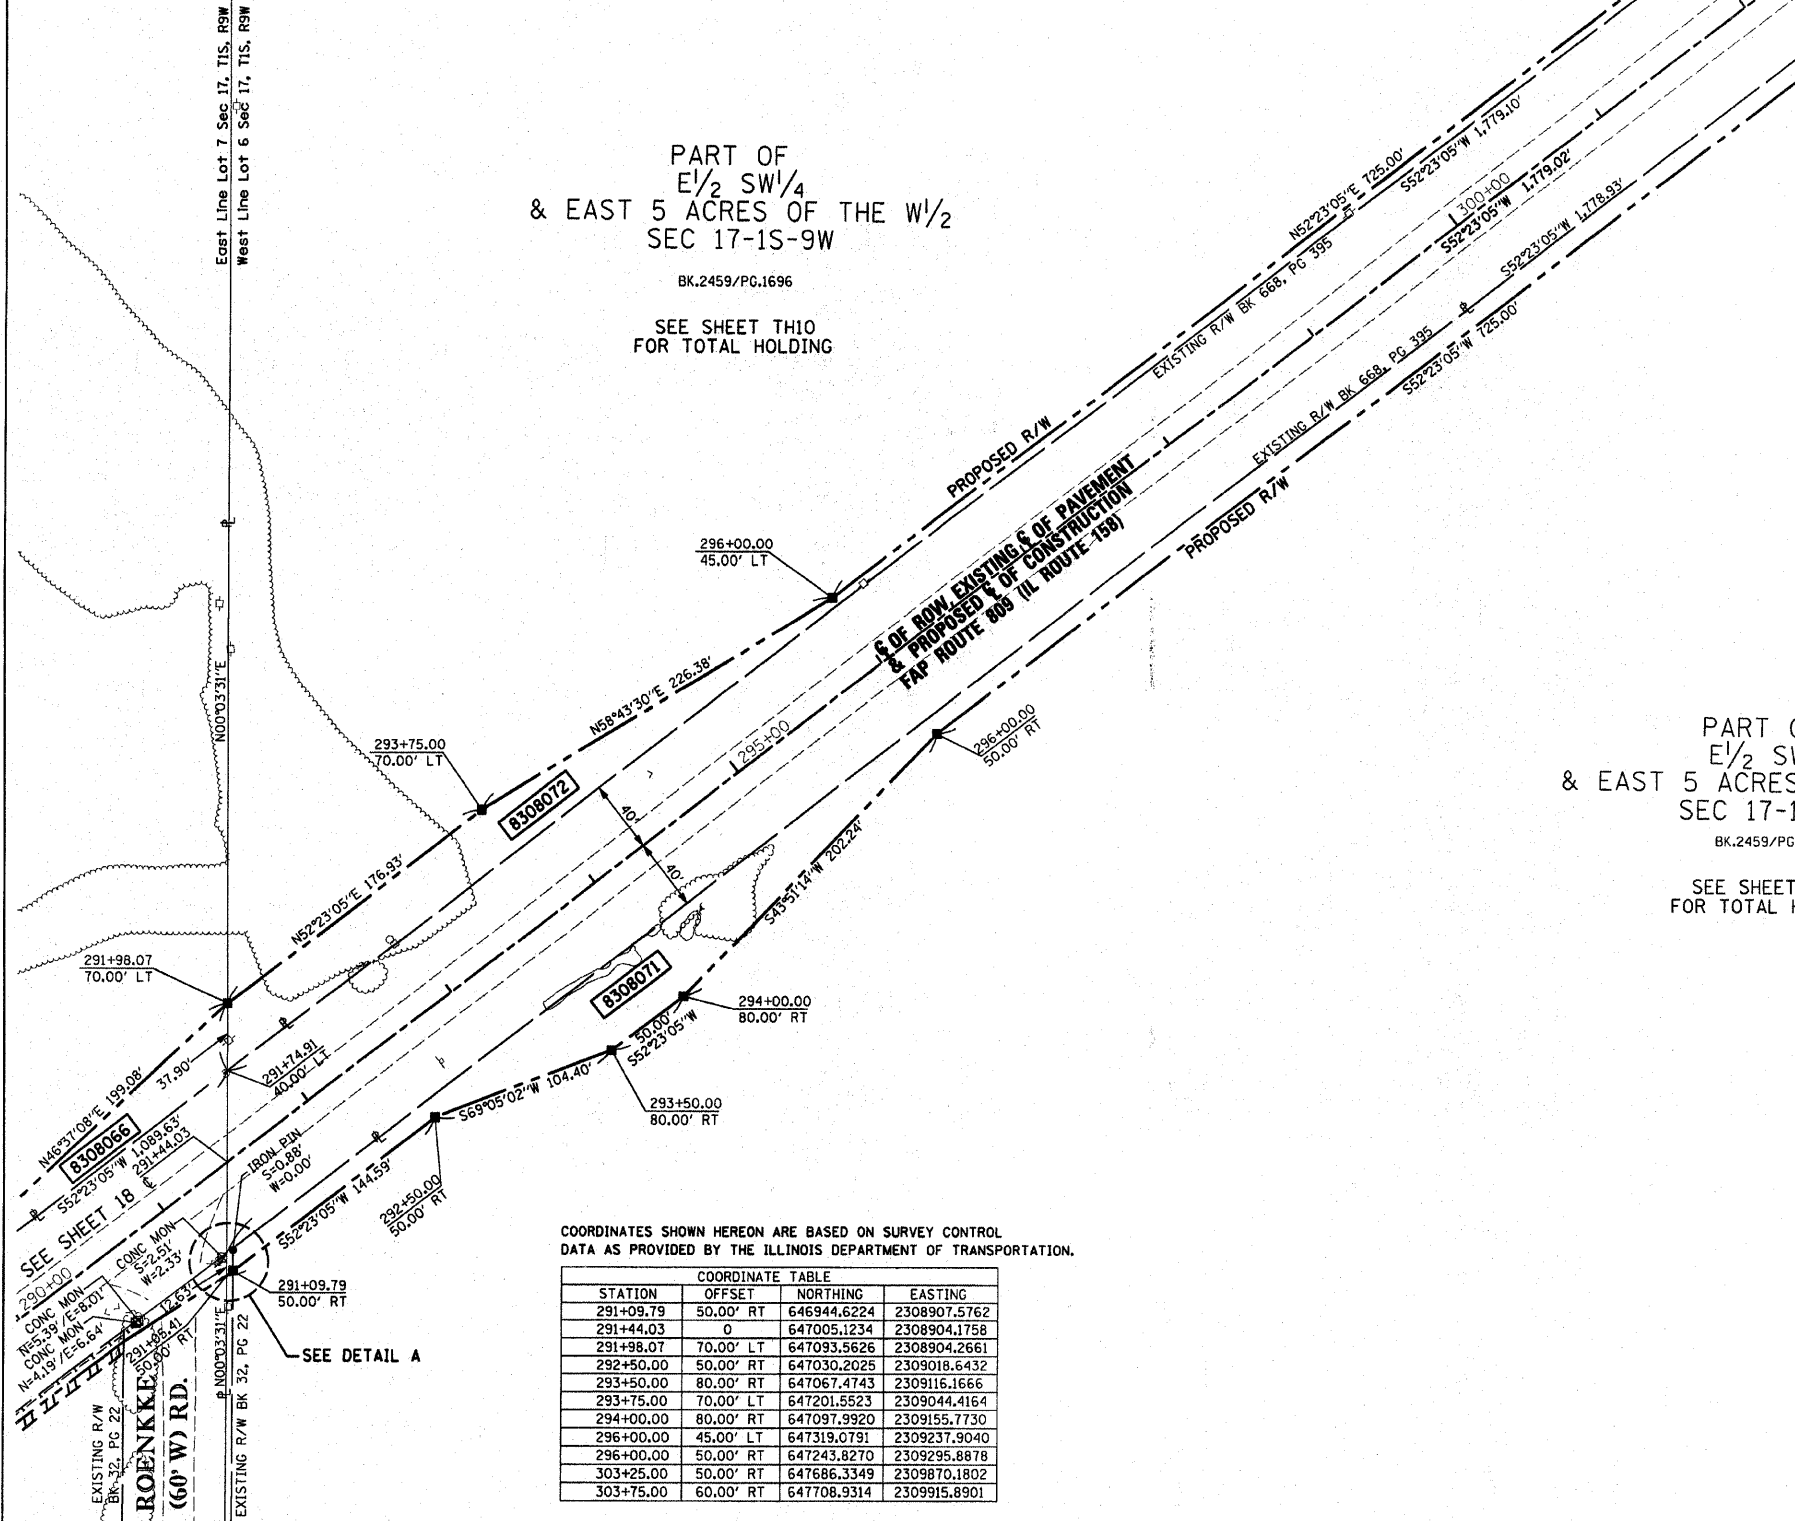 East Line Lot 7 Sec 17, T1S, R9W
West Line Lot 6 Sec 17, T1S, R9W
PART OF
E1/2 SW1/4
& EAST 5 ACRES OF THE W1/2
SEC 17-1S-9W
BK.2459/PG.1696
SEE SHEET TH10
FOR TOTAL HOLDING
N52°23'05"E 725.00'
S52°23'05"W 1,779.10'
300+00
S52°23'05"W 1,779.02'
S52°23'05"W 1,778.93'
EXISTING R/W BK 668, PG 395
EXISTING R/W BK 668, PG 395
S52°23'05"W 725.00'
PROPOSED R/W
PROPOSED R/W
℄ OF ROW, EXISTING ℄ OF PAVEMENT
& PROPOSED ℄ OF CONSTRUCTION
FAP ROUTE 809 (IL ROUTE 158)
296+00.00
45.00' LT
N58°43'30"E 226.38'
293+75.00
70.00' LT
8308072
295+00
296+00.00
50.00' RT
N00°03'31"E
40'
40'
S43°51'14"W 202.24'
N52°23'05"E 176.93'
291+98.07
70.00' LT
8308071
294+00.00
80.00' RT
50.00'
S52°23'05"W
S69°05'02"W 104.40'
293+50.00
80.00' RT
N46°37'08"E 199.08'
37.90'
291+74.91
40.00' LT
8308066
S52°23'05"W 1,089.63'
291+44.03
℄
IRON PIN
S=0.88'
W=0.00'
S52°23'05"W 144.59'
292+50.00
50.00' RT
SEE SHEET 18
290+00
CONC MON
S=2.51'
W=2.33'
CONC MON
N=5.39'/E=8.01'
CONC MON
N=4.19'/E=6.64'
12.63'
50.00' RT
291+09.79
50.00' RT
SEE DETAIL A
N00°03'31"E
EXISTING R/W BK 32, PG 22
EXISTING R/W
BK 32, PG 22
ROENKKE
(60' W) RD.
PART
E1/2
& EAST 5 ACRES
SEC 17-1
BK.2459/PG
SEE SHEET
FOR TOTAL
COORDINATES SHOWN HEREON ARE BASED ON SURVEY CONTROL
DATA AS PROVIDED BY THE ILLINOIS DEPARTMENT OF TRANSPORTATION.
COORDINATE TABLE
STATION OFFSET NORTHING EASTING
291+09.79 50.00' RT 646944.6224 2308907.5762
291+44.03 0 647005.1234 2308904.1758
291+98.07 70.00' LT 647093.5626 2308904.2661
292+50.00 50.00' RT 647030.2025 2309018.6432
293+50.00 80.00' RT 647067.4743 2309116.1666
293+75.00 70.00' LT 647201.5523 2309044.4164
294+00.00 80.00' RT 647097.9920 2309155.7730
296+00.00 45.00' LT 647319.0791 2309237.9040
296+00.00 50.00' RT 647243.8270 2309295.8878
303+25.00 50.00' RT 647686.3349 2309870.1802
303+75.00 60.00' RT 647708.9314 2309915.8901